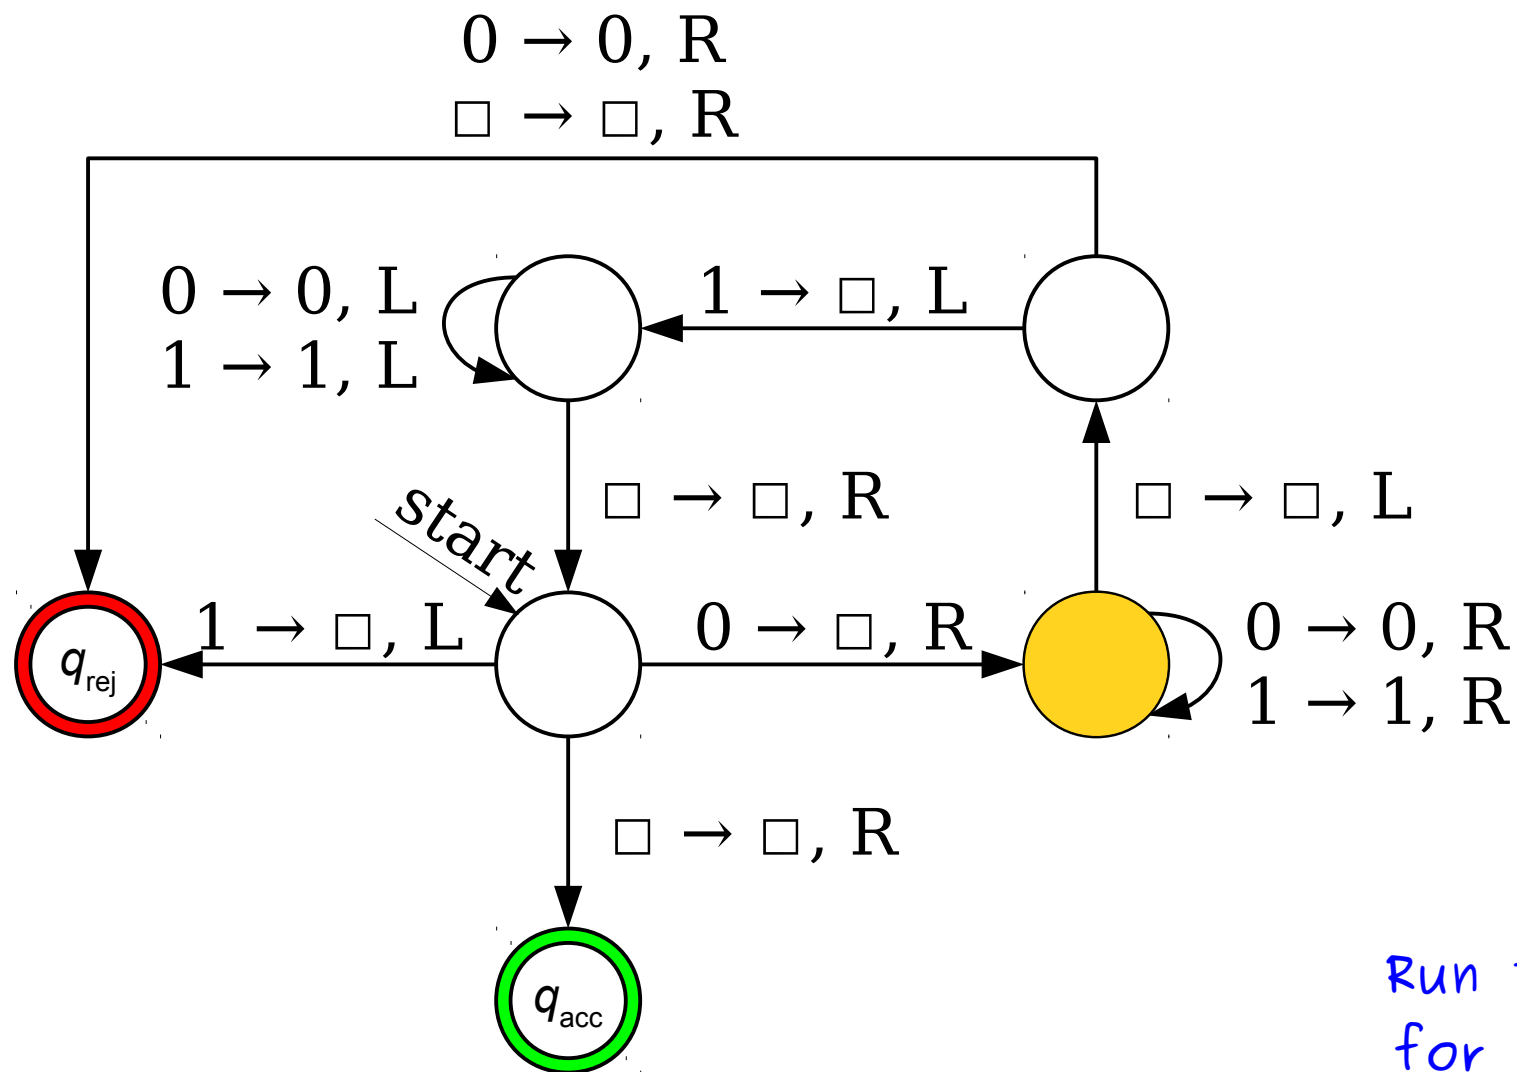 0 → 0, R
□ → □, R
0 → 0, L
1 → 1, L
1 → □, L
□ → □, R
□ → □, L
start
q_rej
1 → □, L
0 → □, R
0 → 0, R
1 → 1, R
□ → □, R
q_acc
Run
for